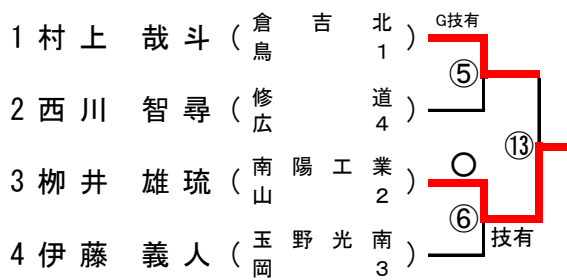 1 村上 哉斗 ( 倉吉北 鳥 1 ) G技有
⑤
2 西川 智尋 ( 修道 広 4 )
⑬
3 栁井 雄琉 ( 南陽工業 山 2 ) ○
⑥ 技有
4 伊藤 義人 ( 玉野光南 岡 3 )